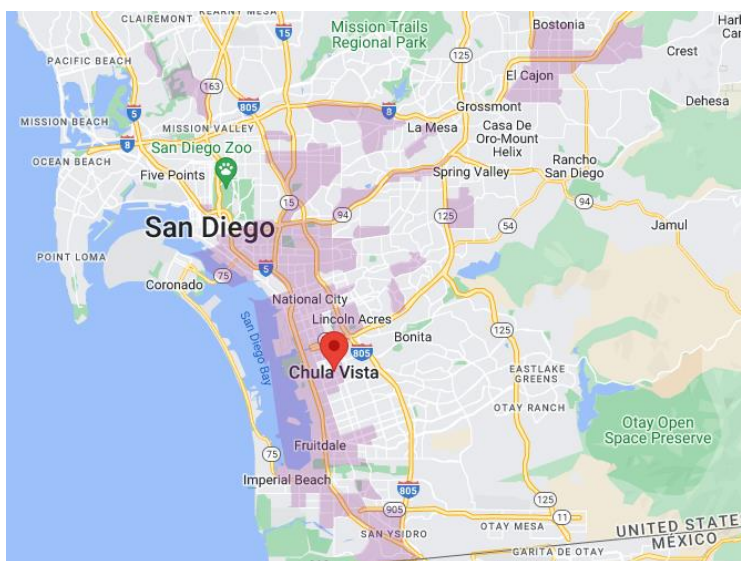 CLAIREMONT
KEARNY MESA
Mission Trails
Regional Park
Bostonia
PACIFIC BEACH
15
125
Crest
El Cajon
163
8
Grossmont
Dehesa
5
805
MISSION BEACH
MISSION VALLEY
La Mesa
Casa De
Oro-Mount
Helix
8
San Diego Zoo
OCEAN BEACH
Five Points
Spring Valley
Rancho
San Diego
15
94
125
94
San Diego
54
Jamul
POINT LOMA
5
75
Coronado
National City
Lincoln Acres
San Diego Bay
125
Bonita
805
Chula Vista
EASTLAKE
GREENS
OTAY RANCH
Otay Open
Space Preserve
Fruitdale
75
Imperial Beach
805
125
905
11
OTAY MESA
SAN YSIDRO
UNITED STATES
MÉXICO
GARITA DE OTAY